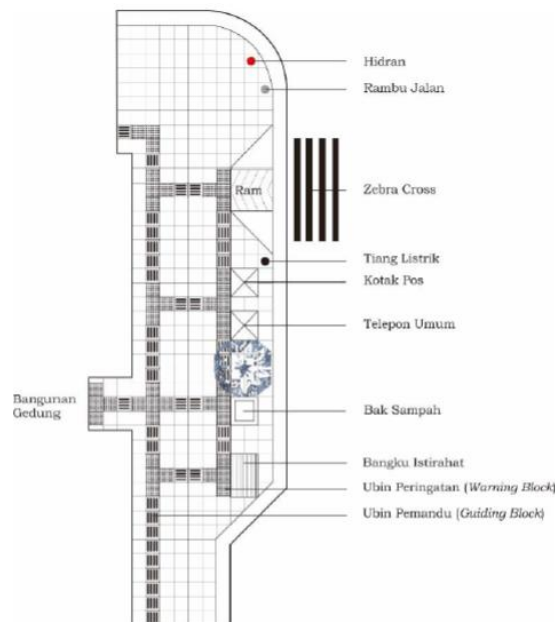 Hidran
Rambu Jalan
Ram
Zebra Cross
Tiang Listrik
Kotak Pos
Telepon Umum
Bangunan
Gedung
Bak Sampah
Bangku Istirahat
Ubin Peringatan (Warning Block)
Ubin Pemandu (Guiding Block)